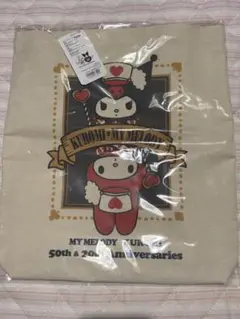 KUROMI ♥ MY MELODY
MY MELODY KUROMI
50th & 20th Anniversaries